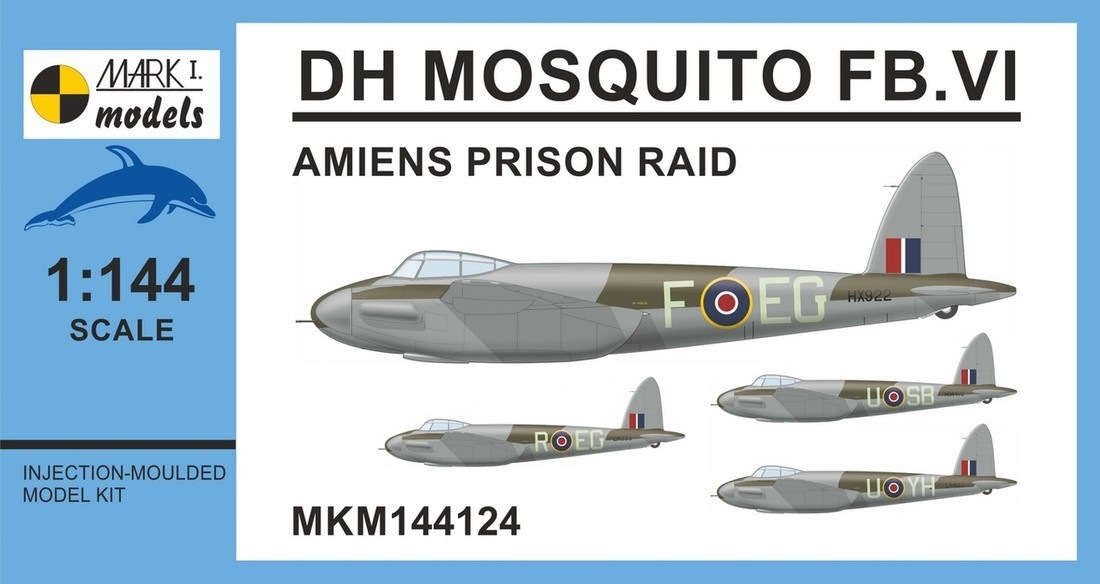 MARK I.
models
DH MOSQUITO FB.VI
AMIENS PRISON RAID
1:144
SCALE
F EG HX922
U SB
R EG
U YH
INJECTION-MOULDED
MODEL KIT
MKM144124